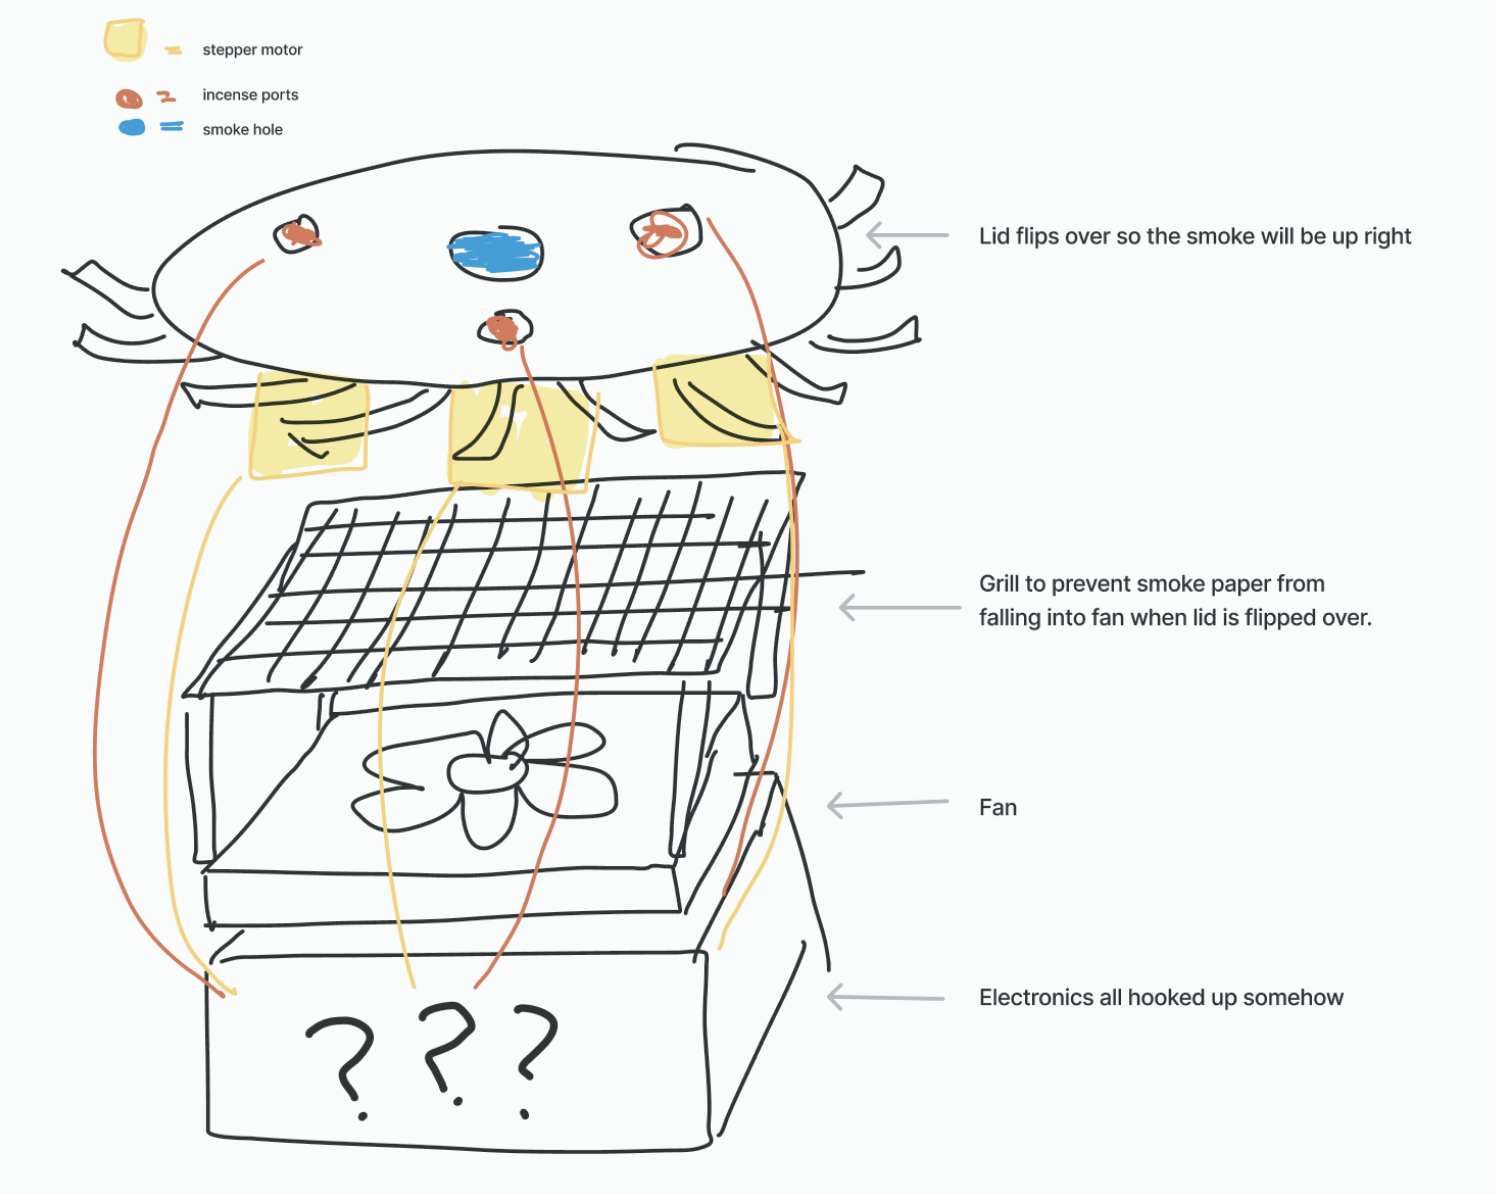 stepper motor
incense ports
smoke hole
Lid flips over so the smoke will be up right
Grill to prevent smoke paper from
falling into fan when lid is flipped over.
Fan
Electronics all hooked up somehow
? ? ?